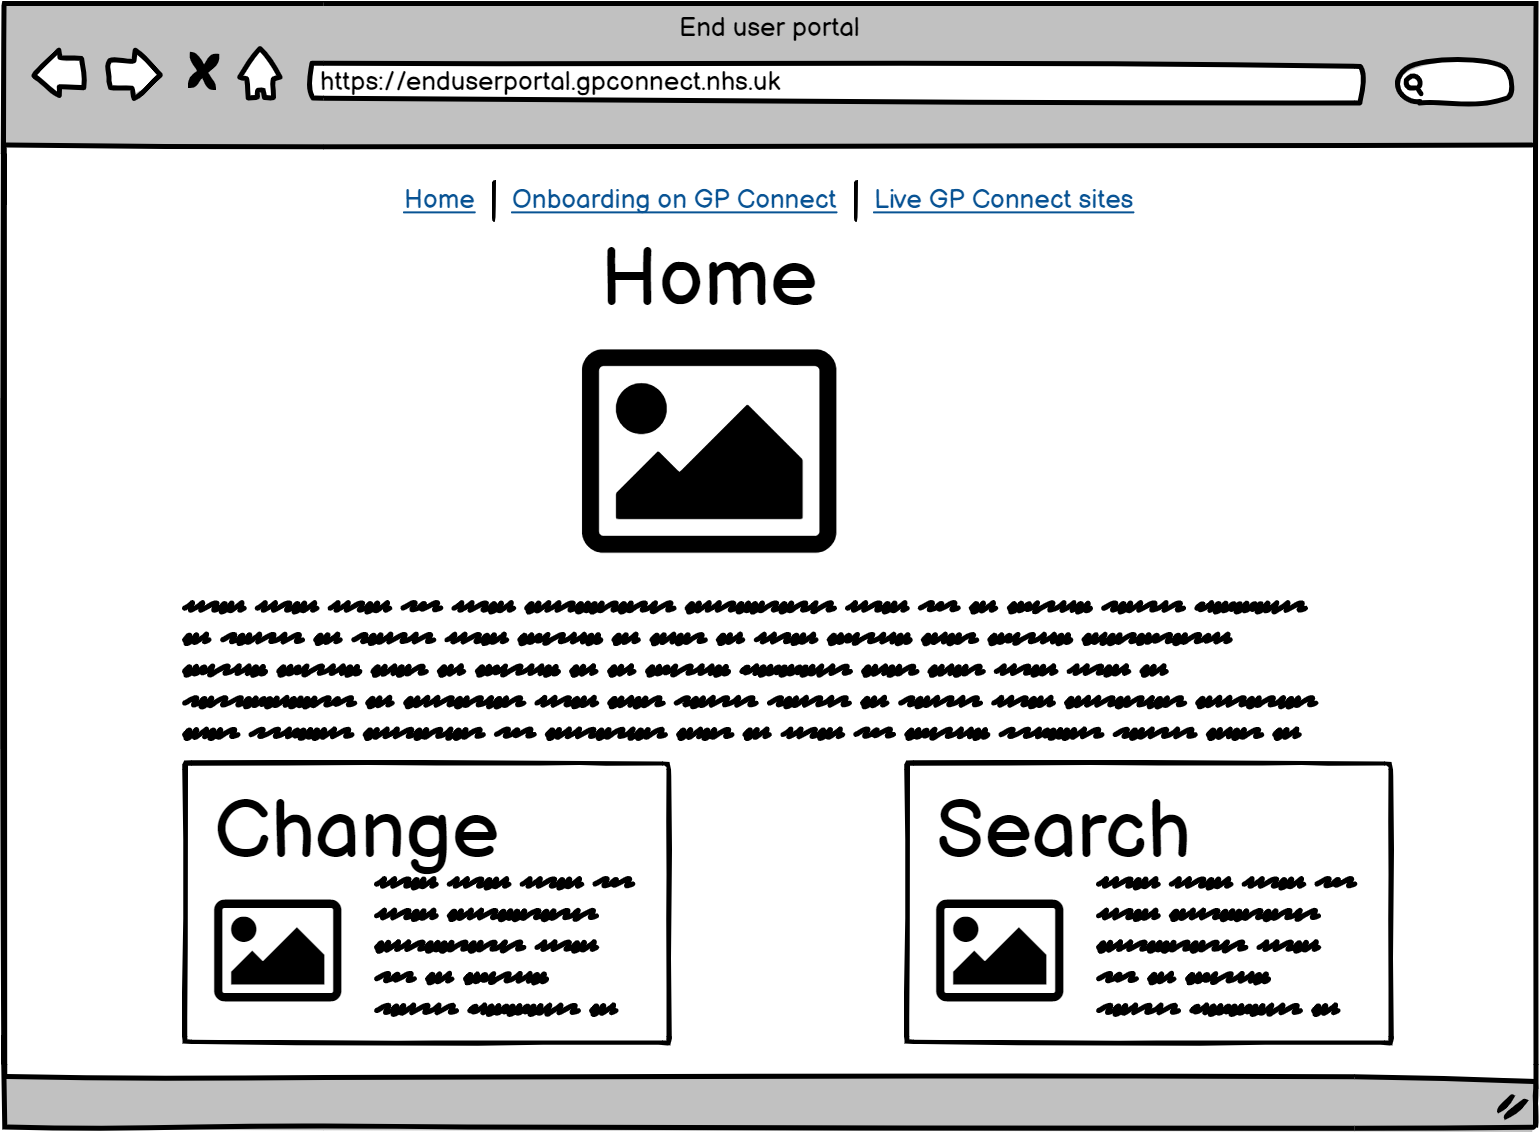 End user portal
https://enduserportal.gpconnect.nhs.uk
Home | Onboarding on GP Connect | Live GP Connect sites
Home
Change
Search